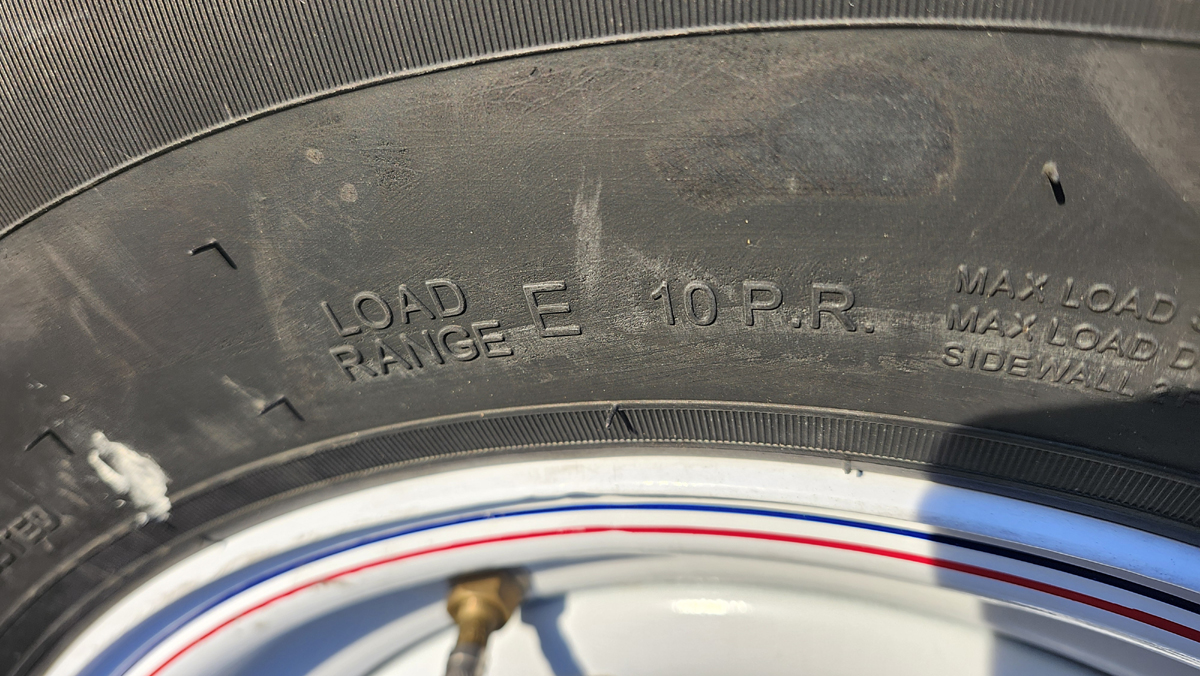 LOAD
RANGE E 10 P.R.
MAX LOAD
MAX LOAD D
SIDEWALL